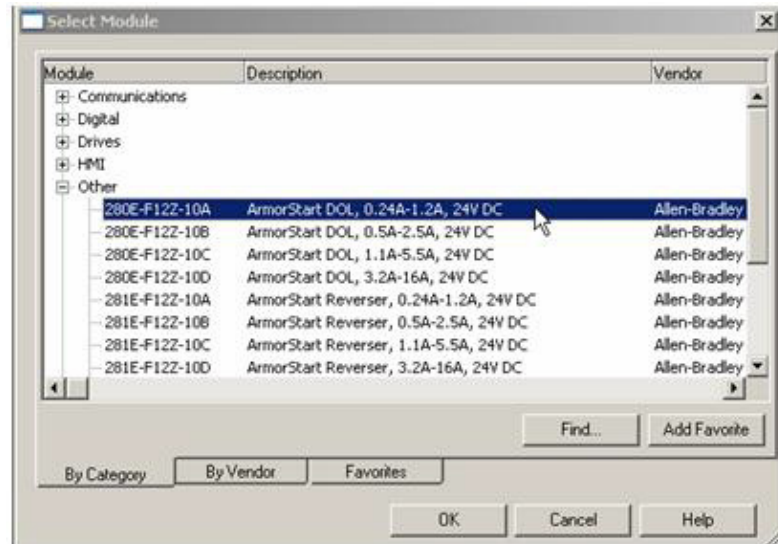 Select Module
Module Description Vendor
Communications
Digital
Drives
HMI
Other
280E-F12Z-10A ArmorStart DOL, 0.24A-1.2A, 24V DC Allen-Bradley
280E-F12Z-10B ArmorStart DOL, 0.5A-2.5A, 24V DC Allen-Bradley
280E-F12Z-10C ArmorStart DOL, 1.1A-5.5A, 24V DC Allen-Bradley
280E-F12Z-10D ArmorStart DOL, 3.2A-16A, 24V DC Allen-Bradley
281E-F12Z-10A ArmorStart Reverser, 0.24A-1.2A, 24V DC Allen-Bradley
281E-F12Z-10B ArmorStart Reverser, 0.5A-2.5A, 24V DC Allen-Bradley
281E-F12Z-10C ArmorStart Reverser, 1.1A-5.5A, 24V DC Allen-Bradley
281E-F12Z-10D ArmorStart Reverser, 3.2A-16A, 24V DC Allen-Bradley
Find... Add Favorite
By Category By Vendor Favorites
OK Cancel Help